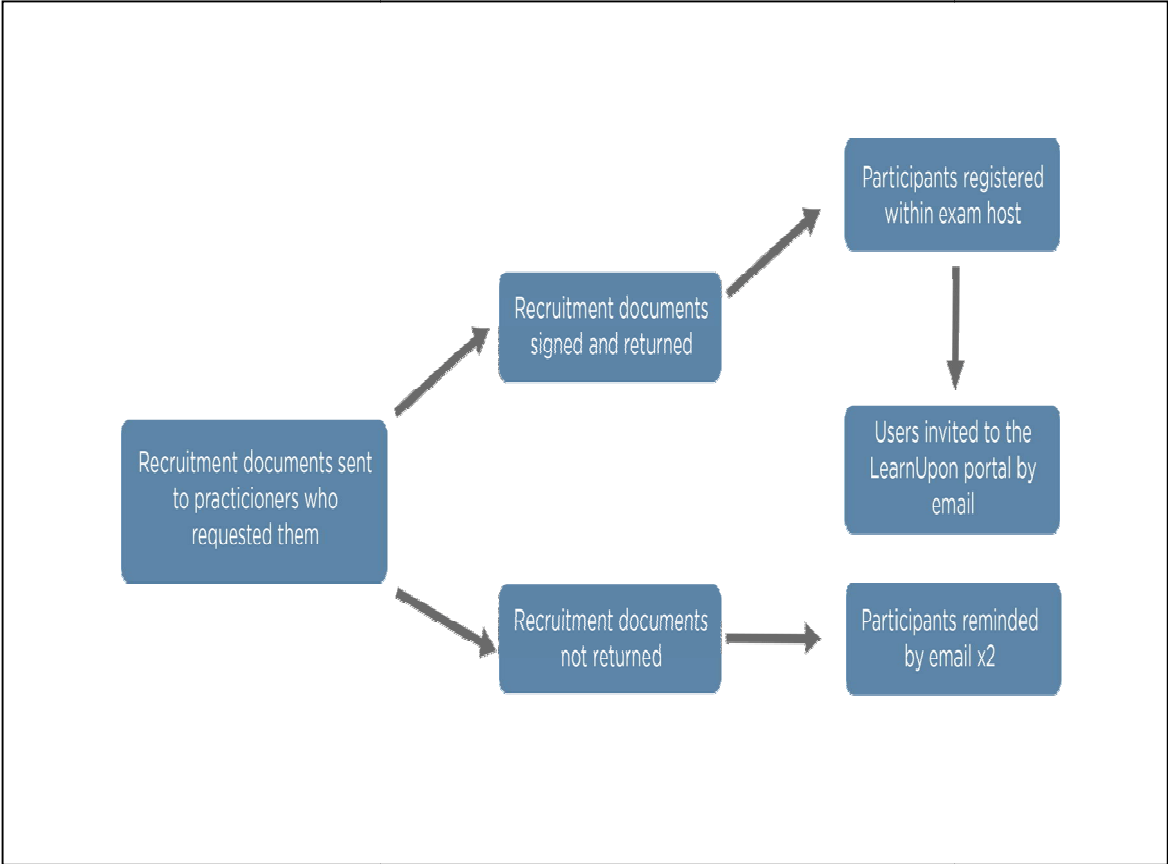 Participants registered
within exam host
Recruitment documents
signed and returned
Users invited to the
LearnUpon portal by
email
Recruitment documents sent
to practicioners who
requested them
Recruitment documents
not returned
Participants reminded
by email x2